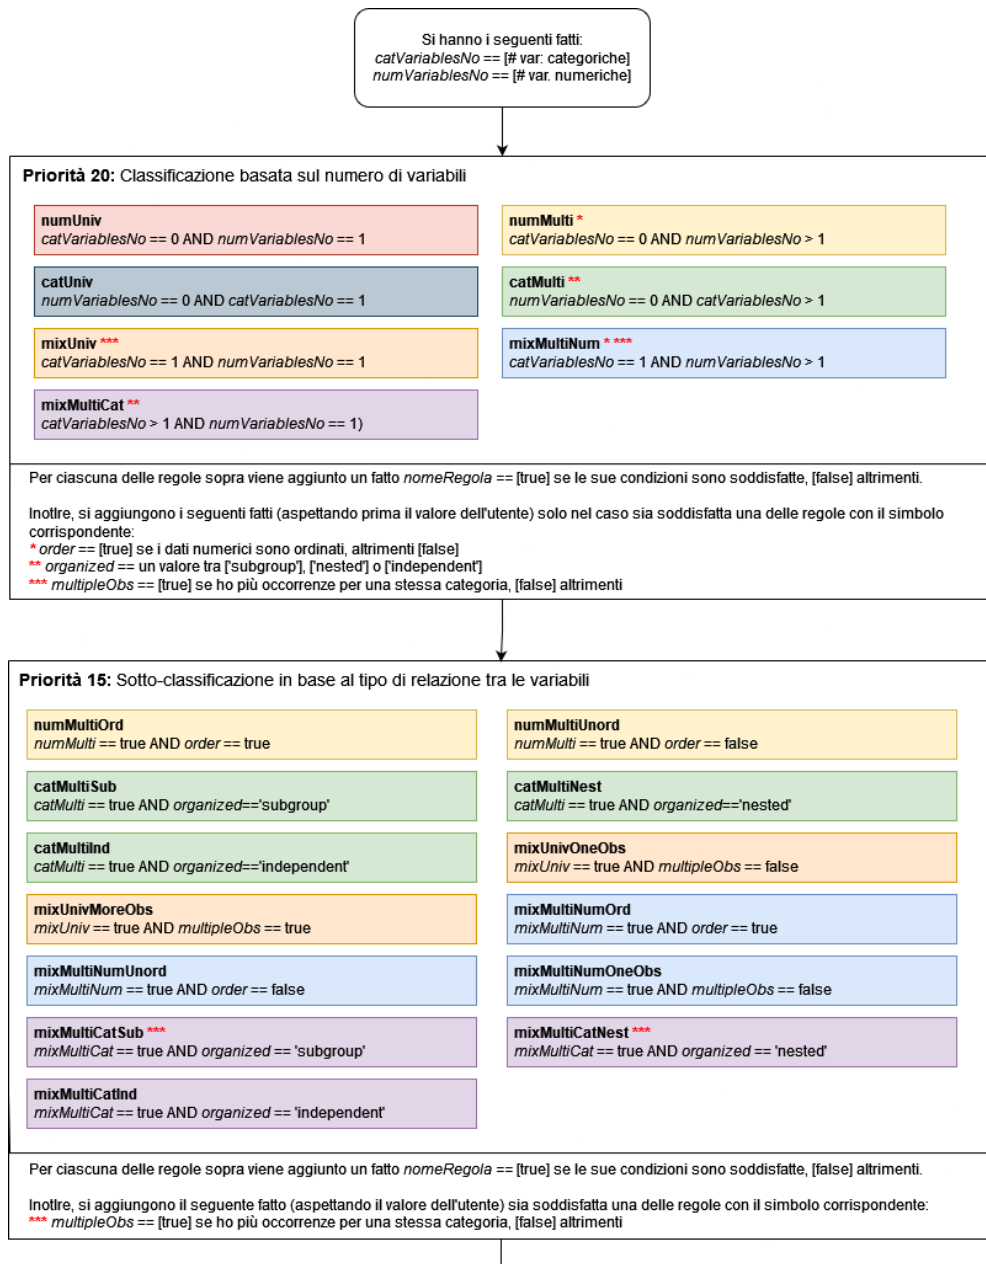 Si hanno i seguenti fatti:
catVariablesNo == [# var: categoriche]
numVariablesNo == [# var. numeriche]
Priorità 20: Classificazione basata sul numero di variabili
numUniv
catVariablesNo == 0 AND numVariablesNo == 1
numMulti *
catVariablesNo == 0 AND numVariablesNo > 1
catUniv
numVariablesNo == 0 AND catVariablesNo == 1
catMulti **
numVariablesNo == 0 AND catVariablesNo > 1
mixUniv ***
catVariablesNo == 1 AND numVariablesNo == 1
mixMultiNum * ***
catVariablesNo == 1 AND numVariablesNo > 1
mixMultiCat **
catVariablesNo > 1 AND numVariablesNo == 1)
Per ciascuna delle regole sopra viene aggiunto un fatto nomeRegola == [true] se le sue condizioni sono soddisfatte, [false] altrimenti.
Inotlre, si aggiungono i seguenti fatti (aspettando prima il valore dell'utente) solo nel caso sia soddisfatta una delle regole con il simbolo
corrispondente:
* order == [true] se i dati numerici sono ordinati, altrimenti [false]
** organized == un valore tra ['subgroup'], ['nested'] o ['independent']
*** multipleObs == [true] se ho più occorrenze per una stessa categoria, [false] altrimenti
Priorità 15: Sotto-classificazione in base al tipo di relazione tra le variabili
numMultiOrd
numMulti == true AND order == true
numMultiUnord
numMulti == true AND order == false
catMultiSub
catMulti == true AND organized=='subgroup'
catMultiNest
catMulti == true AND organized=='nested'
catMultiInd
catMulti == true AND organized=='independent'
mixUnivOneObs
mixUniv == true AND multipleObs == false
mixUnivMoreObs
mixUniv == true AND multipleObs == true
mixMultiNumOrd
mixMultiNum == true AND order == true
mixMultiNumUnord
mixMultiNum == true AND order == false
mixMultiNumOneObs
mixMultiNum == true AND multipleObs == false
mixMultiCatSub ***
mixMultiCat == true AND organized == 'subgroup'
mixMultiCatNest ***
mixMultiCat == true AND organized == 'nested'
mixMultiCatInd
mixMultiCat == true AND organized == 'independent'
Per ciascuna delle regole sopra viene aggiunto un fatto nomeRegola == [true] se le sue condizioni sono soddisfatte, [false] altrimenti.
Inotlre, si aggiungono il seguente fatto (aspettando il valore dell'utente) sia soddisfatta una delle regole con il simbolo corrispondente:
*** multipleObs == [true] se ho più occorrenze per una stessa categoria, [false] altrimenti